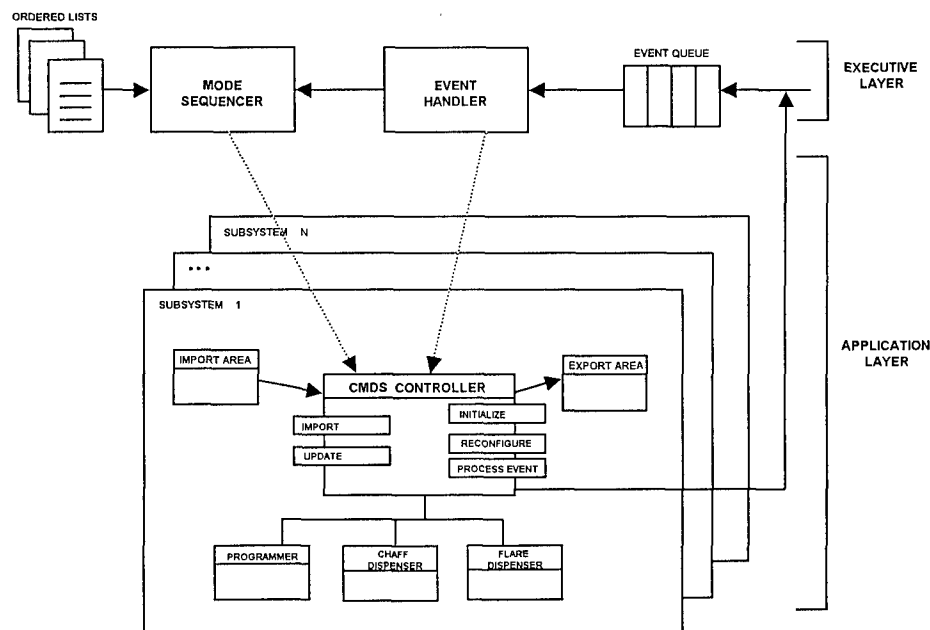 ORDERED LISTS
MODE
SEQUENCER
EVENT
HANDLER
EVENT QUEUE
EXECUTIVE
LAYER
SUBSYSTEM N
...
SUBSYSTEM 1
APPLICATION
LAYER
IMPORT AREA
EXPORT AREA
CMDS CONTROLLER
INITIALIZE
IMPORT
RECONFIGURE
UPDATE
PROCESS EVENT
PROGRAMMER
CHAFF
DISPENSER
FLARE
DISPENSER